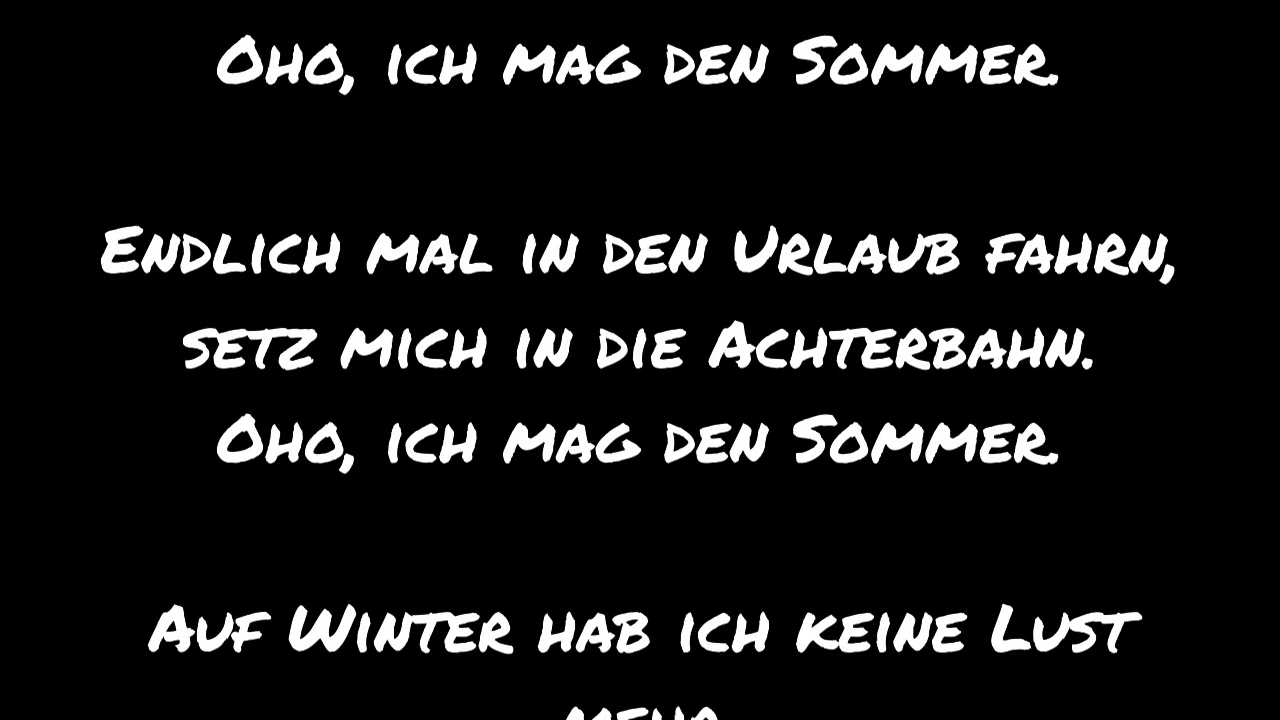 Oho, ich mag den Sommer.
Endlich mal in den Urlaub fahrn,
setz mich in die Achterbahn.
Oho, ich mag den Sommer.
Auf Winter hab ich keine Lust
mehr